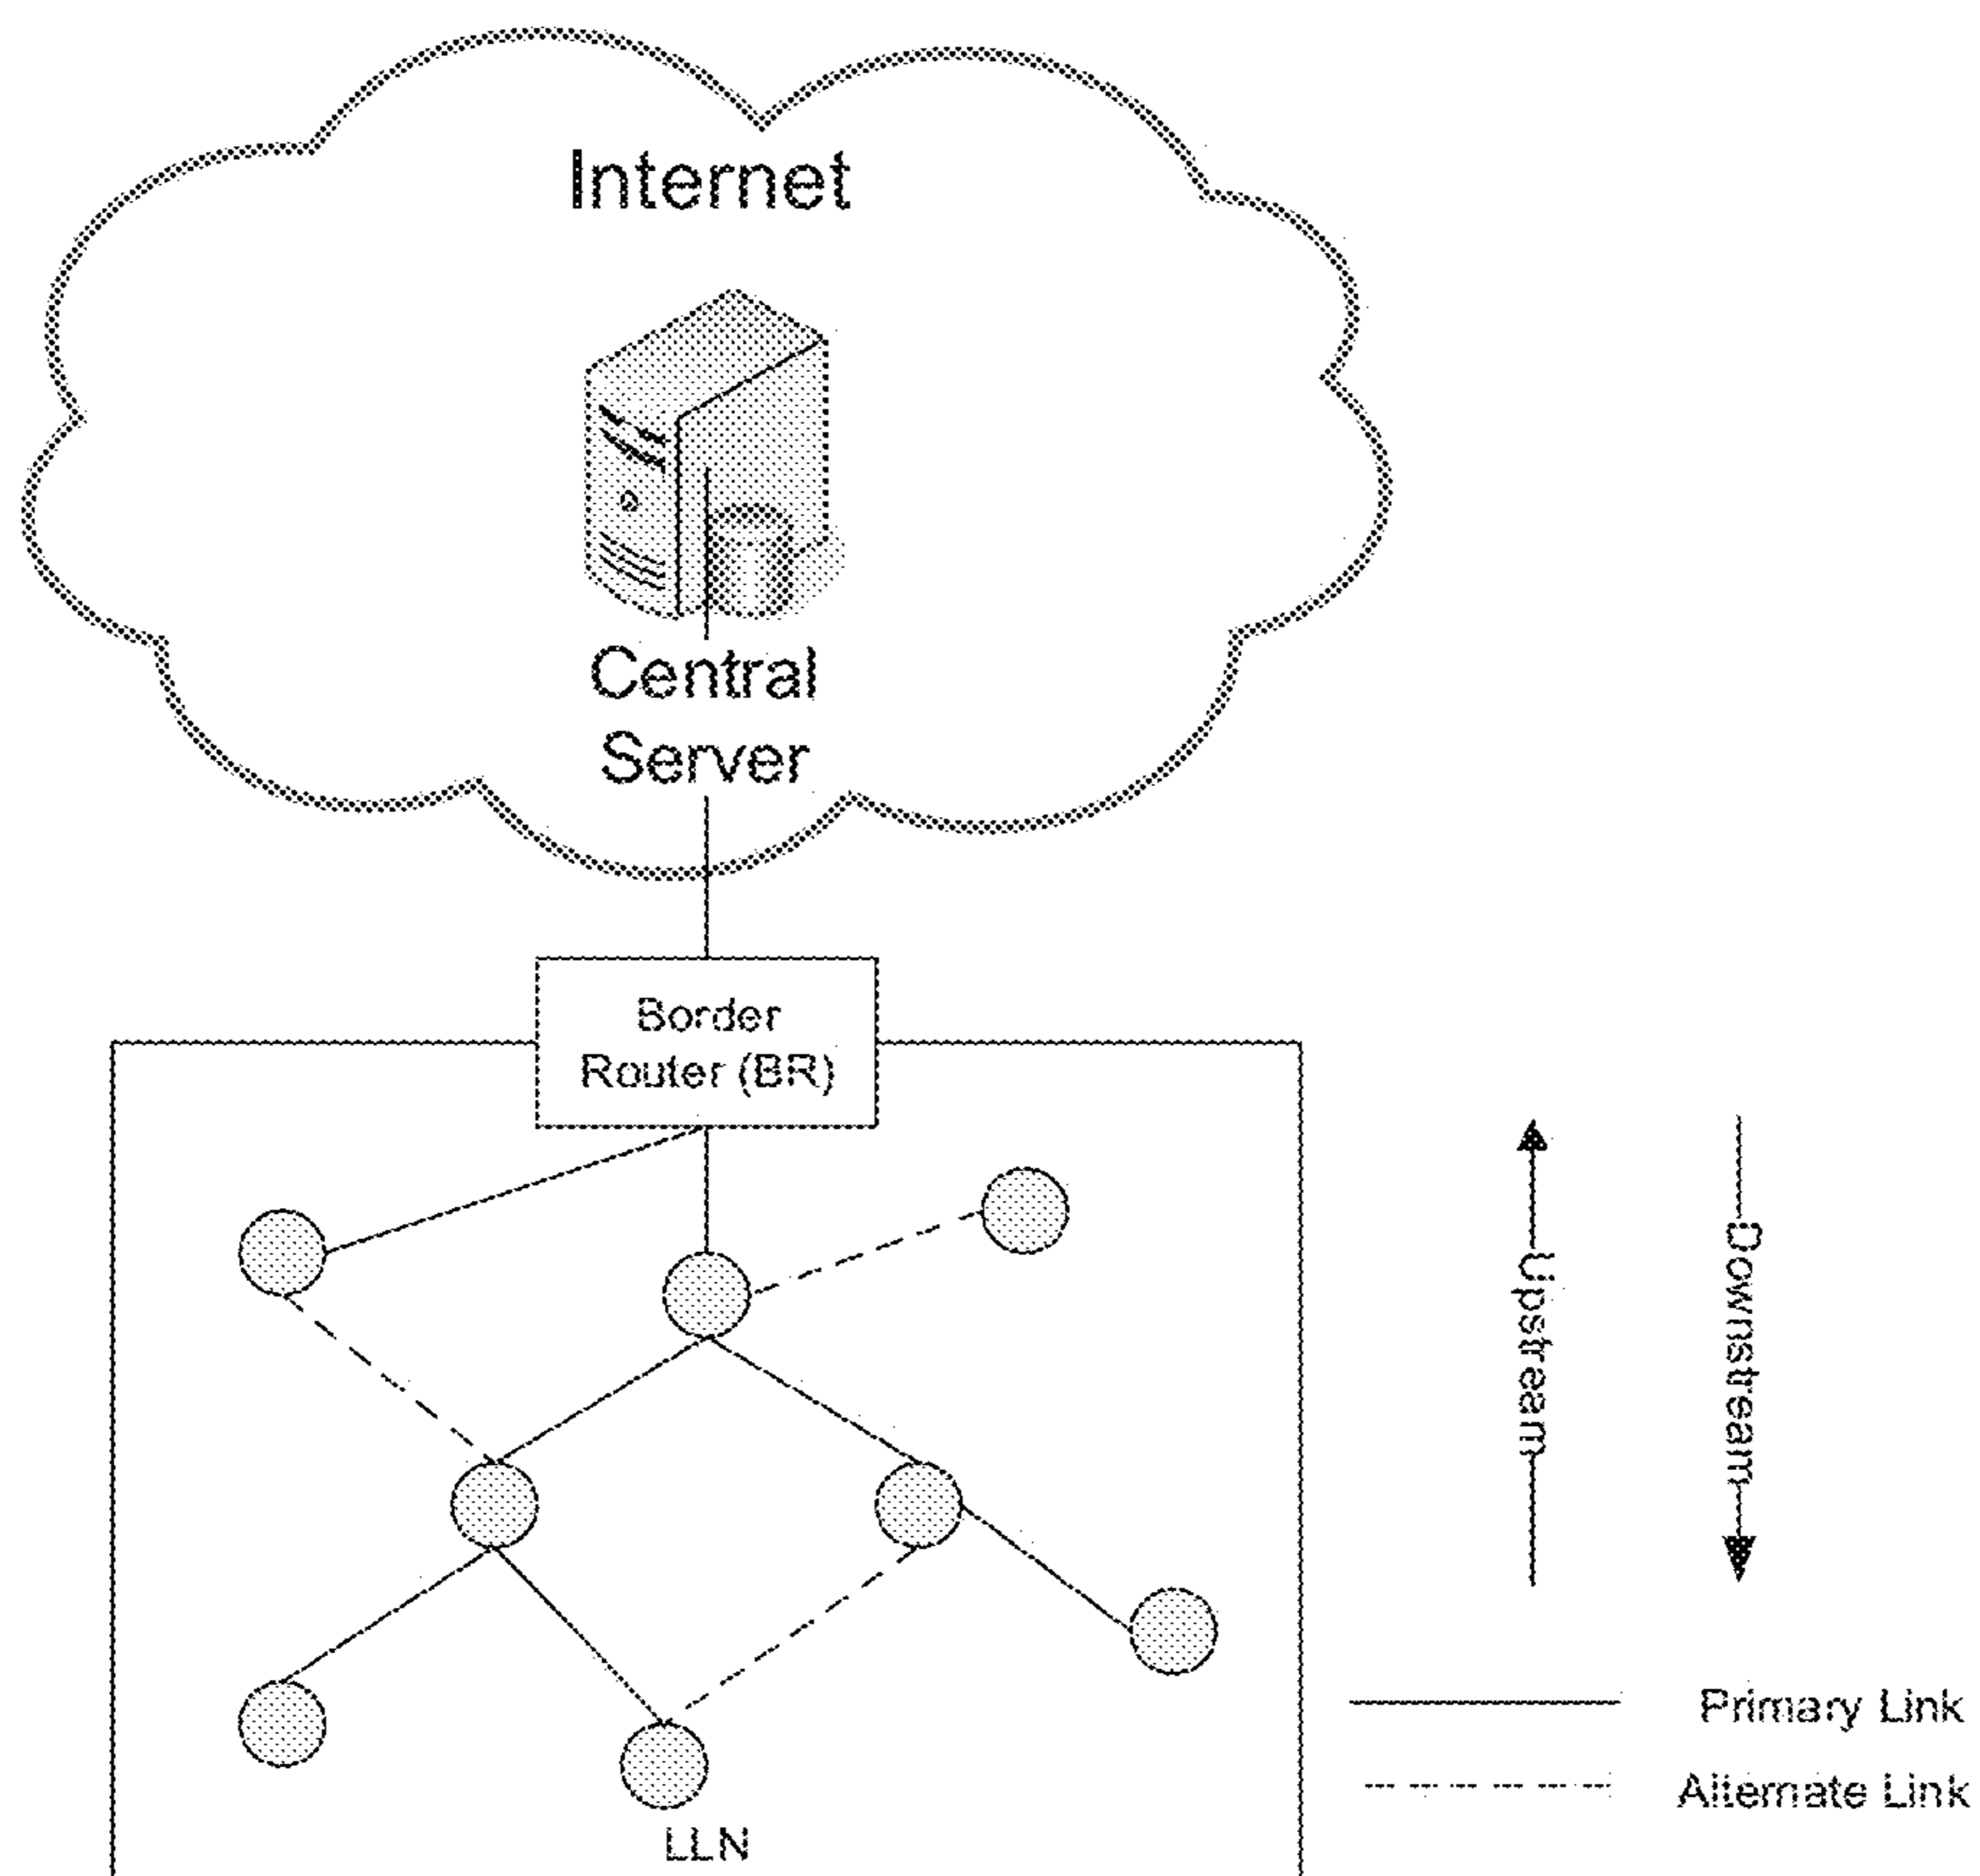 Internet
Central
Server
Border
Router (BR)
Upstream
Downstream
Primary Link
Alternate Link
LLN